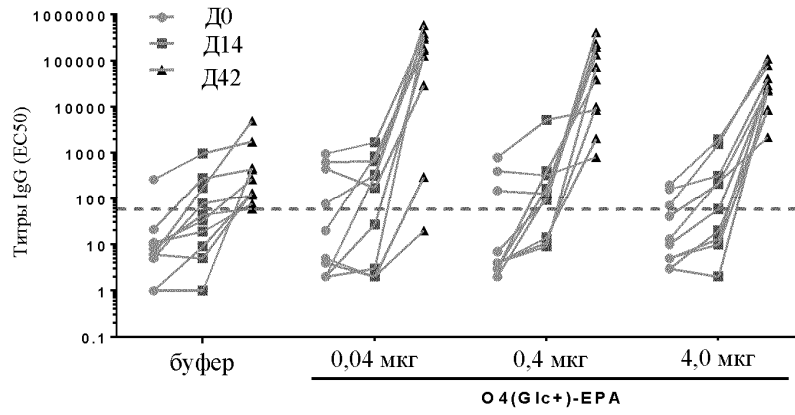 Д0
Д14
Д42
Титры IgG (EC50)
1000000
100000
10000
1000
100
10
1
0.1
буфер
0,04 мкг
0,4 мкг
4,0 мкг
O4(Glc+)-EPA